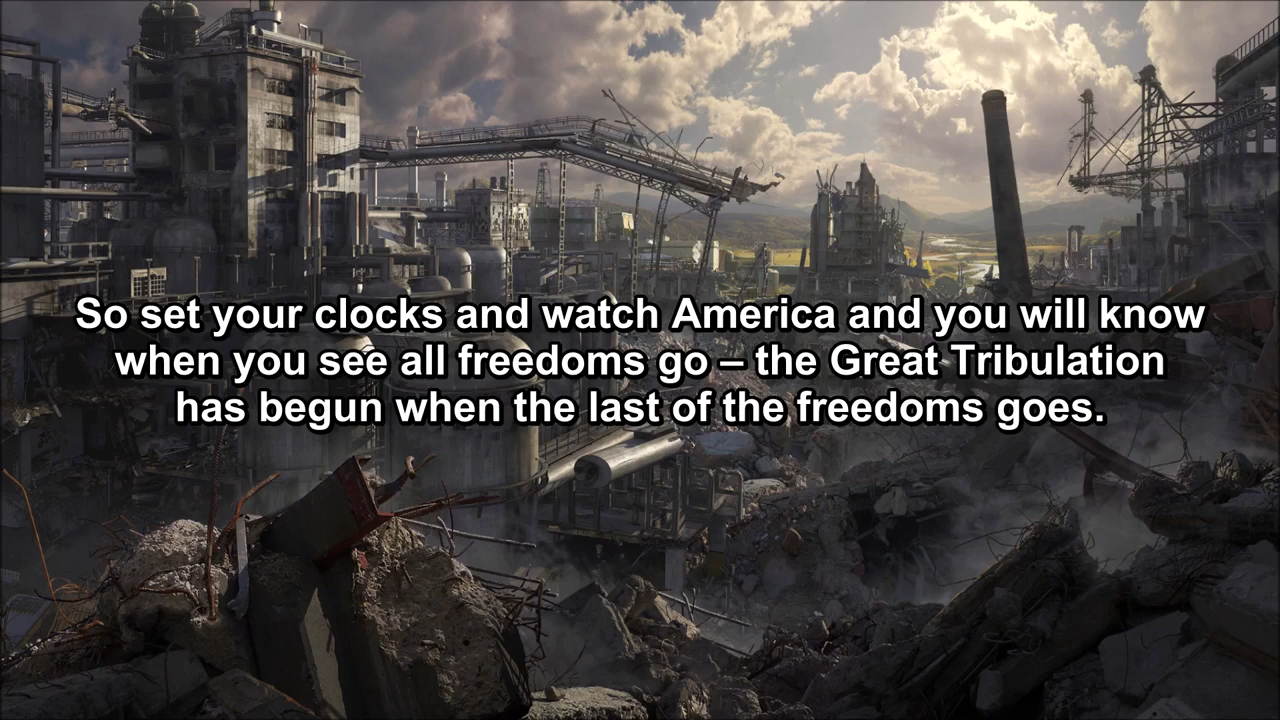 So set your clocks and watch America and you will know
when you see all freedoms go – the Great Tribulation
has begun when the last of the freedoms goes.